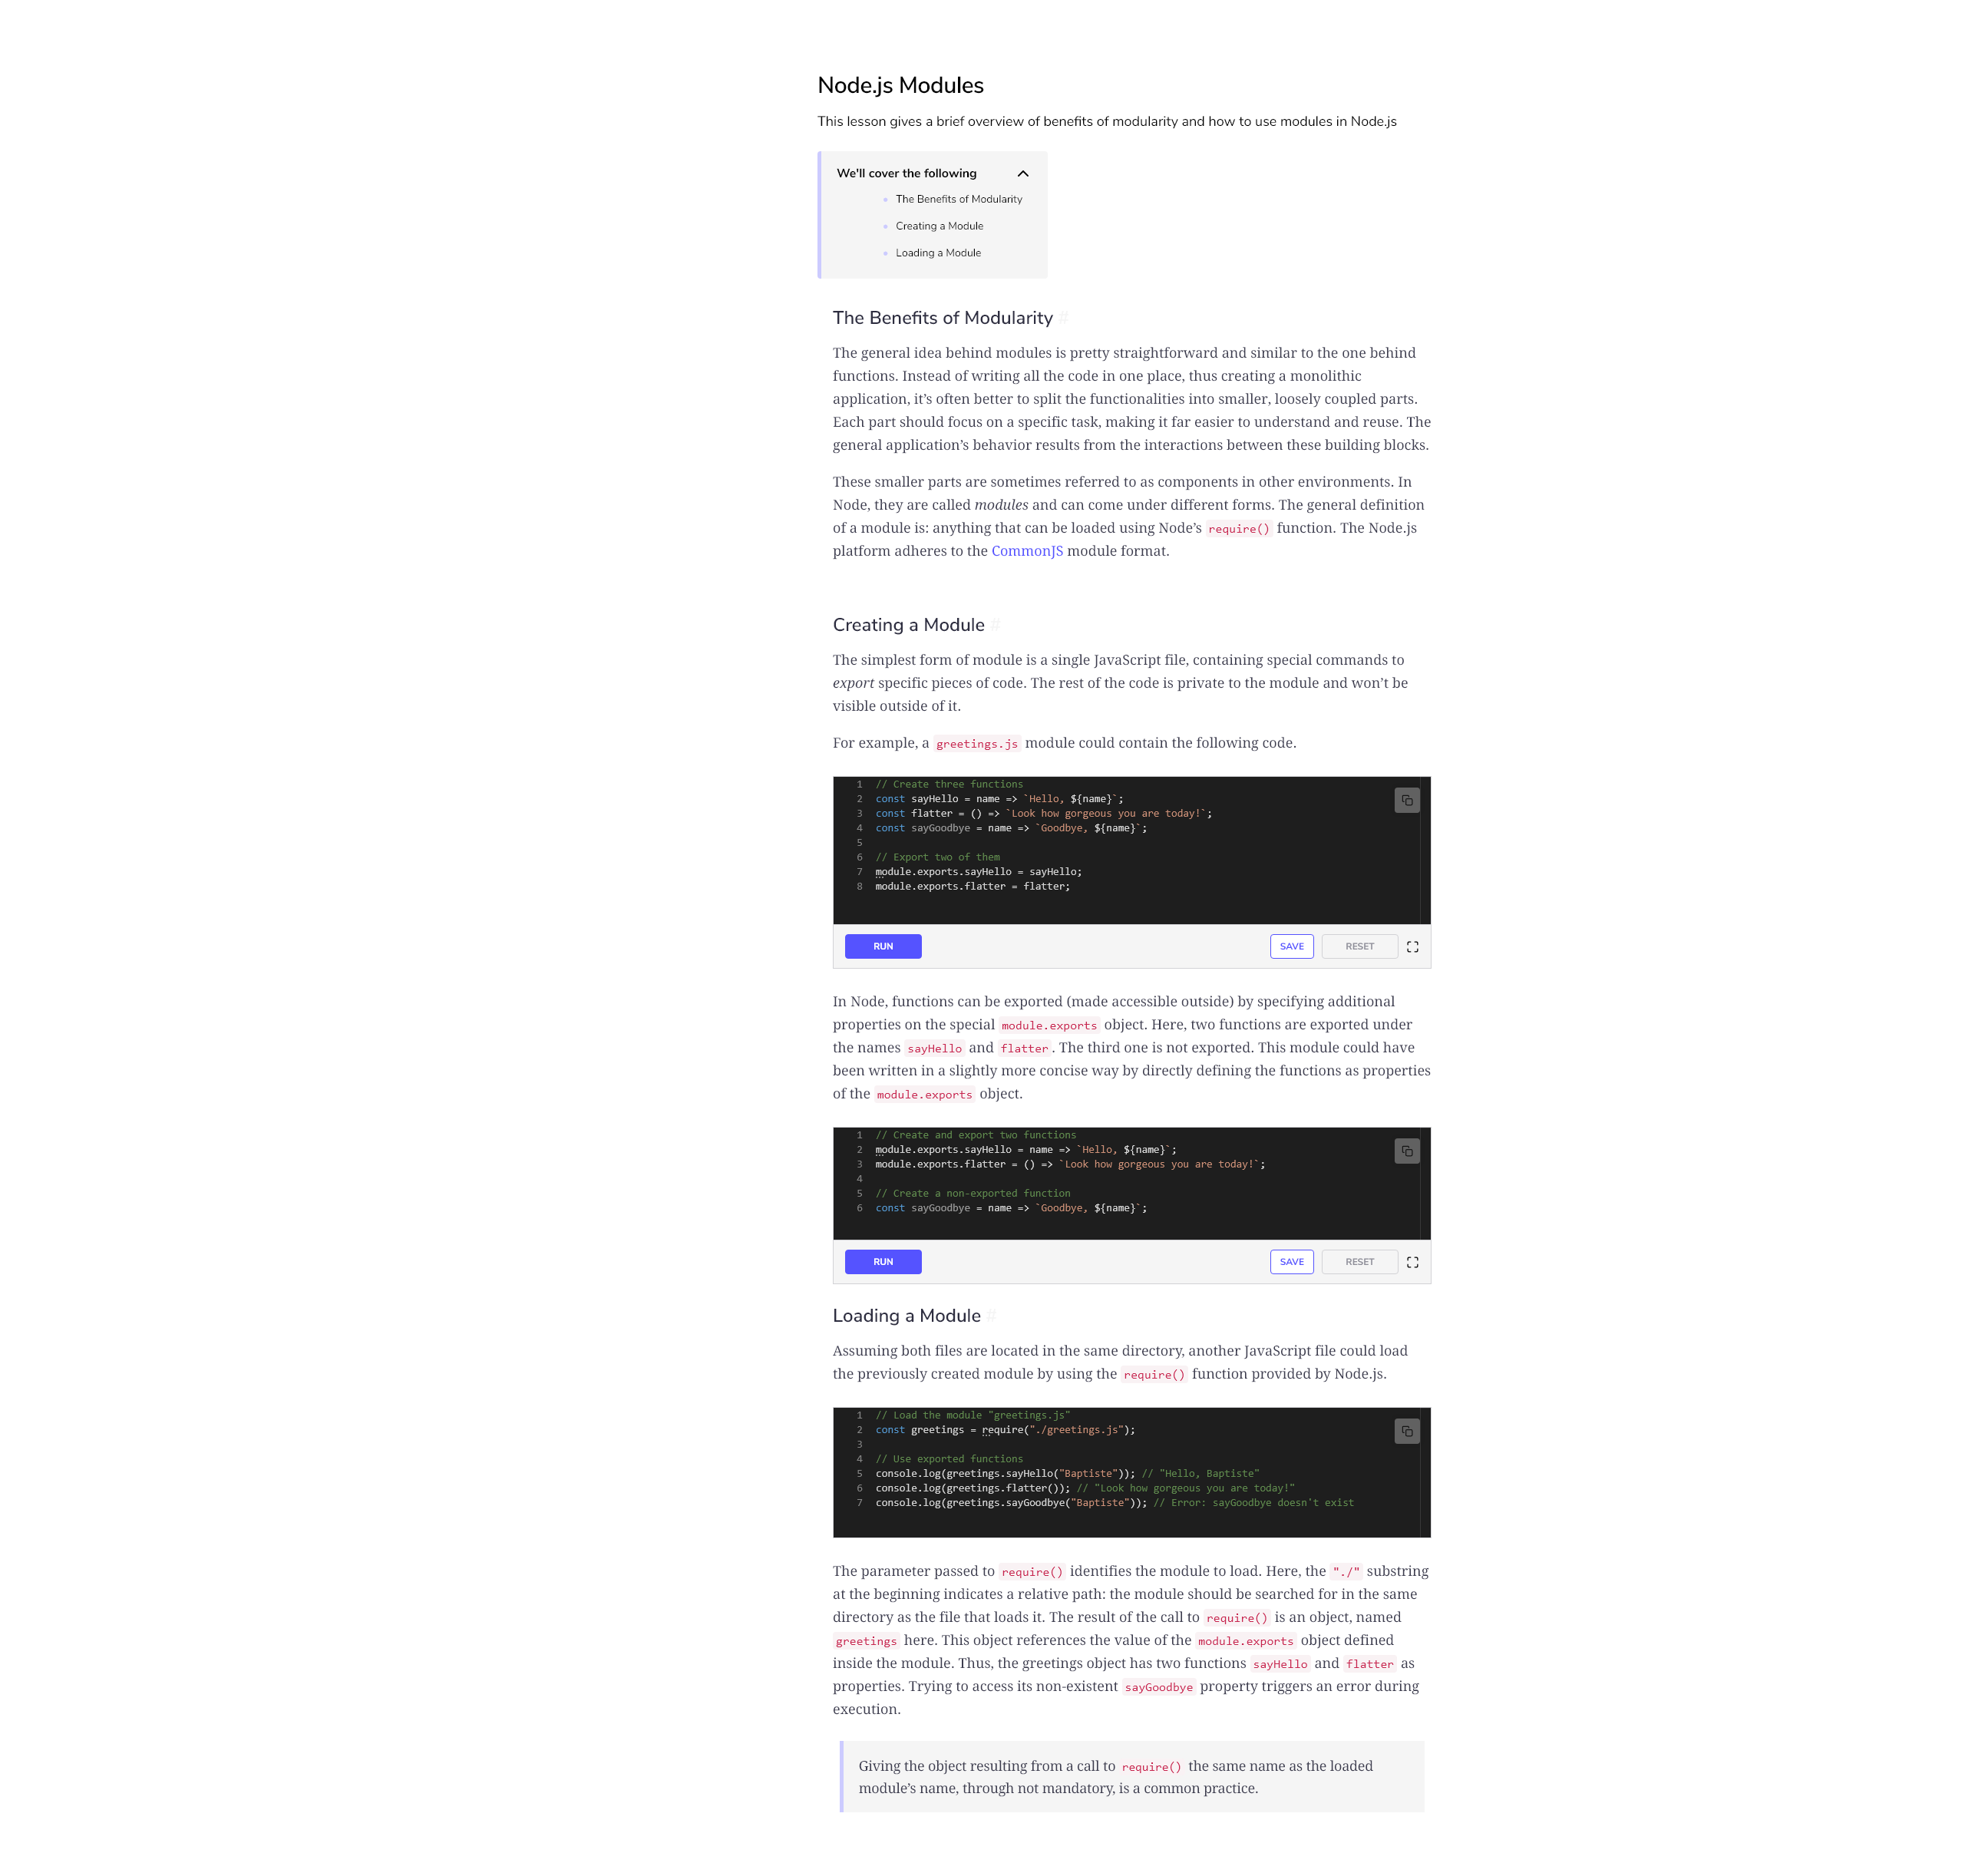 Node.js Modules
This lesson gives a brief overview of benefits of modularity and how to use modules in Node.js
We'll cover the following
The Benefits of Modularity
Creating a Module
Loading a Module
The Benefits of Modularity #
The general idea behind modules is pretty straightforward and similar to the one behind
functions. Instead of writing all the code in one place, thus creating a monolithic
application, it’s often better to split the functionalities into smaller, loosely coupled parts.
Each part should focus on a specific task, making it far easier to understand and reuse. The
general application’s behavior results from the interactions between these building blocks.
These smaller parts are sometimes referred to as components in other environments. In
Node, they are called modules and can come under different forms. The general definition
of a module is: anything that can be loaded using Node’s require() function. The Node.js
platform adheres to the CommonJS module format.
Creating a Module #
The simplest form of module is a single JavaScript file, containing special commands to
export specific pieces of code. The rest of the code is private to the module and won’t be
visible outside of it.
For example, a greetings.js module could contain the following code.
1 // Create three functions
2 const sayHello = name => `Hello, ${name}`;
3 const flatter = () => `Look how gorgeous you are today!`;
4 const sayGoodbye = name => `Goodbye, ${name}`;
5
6 // Export two of them
7 module.exports.sayHello = sayHello;
8 module.exports.flatter = flatter;
RUN SAVE RESET
In Node, functions can be exported (made accessible outside) by specifying additional
properties on the special module.exports object. Here, two functions are exported under
the names sayHello and flatter. The third one is not exported. This module could have
been written in a slightly more concise way by directly defining the functions as properties
of the module.exports object.
1 // Create and export two functions
2 module.exports.sayHello = name => `Hello, ${name}`;
3 module.exports.flatter = () => `Look how gorgeous you are today!`;
4
5 // Create a non-exported function
6 const sayGoodbye = name => `Goodbye, ${name}`;
RUN SAVE RESET
Loading a Module #
Assuming both files are located in the same directory, another JavaScript file could load
the previously created module by using the require() function provided by Node.js.
1 // Load the module "greetings.js"
2 const greetings = require("./greetings.js");
3
4 // Use exported functions
5 console.log(greetings.sayHello("Baptiste")); // "Hello, Baptiste"
6 console.log(greetings.flatter()); // "Look how gorgeous you are today!"
7 console.log(greetings.sayGoodbye("Baptiste")); // Error: sayGoodbye doesn't exist
The parameter passed to require() identifies the module to load. Here, the "./" substring
at the beginning indicates a relative path: the module should be searched for in the same
directory as the file that loads it. The result of the call to require() is an object, named
greetings here. This object references the value of the module.exports object defined
inside the module. Thus, the greetings object has two functions sayHello and flatter as
properties. Trying to access its non-existent sayGoodbye property triggers an error during
execution.
Giving the object resulting from a call to require() the same name as the loaded
module’s name, through not mandatory, is a common practice.